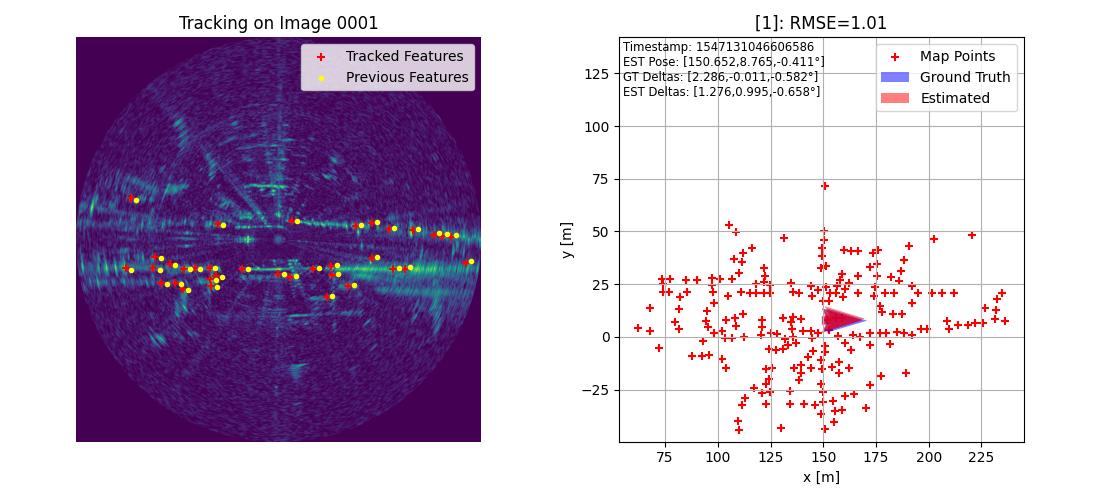 Tracking on Image 0001
Tracked Features
Previous Features
[1]: RMSE=1.01
Timestamp: 1547131046606586
EST Pose: [150.652,8.765,-0.411°]
GT Deltas: [2.286,-0.011,-0.582°]
EST Deltas: [1.276,0.995,-0.658°]
Map Points
Ground Truth
Estimated
125
100
75
50
25
0
−25
y [m]
75 100 125 150 175 200 225
x [m]